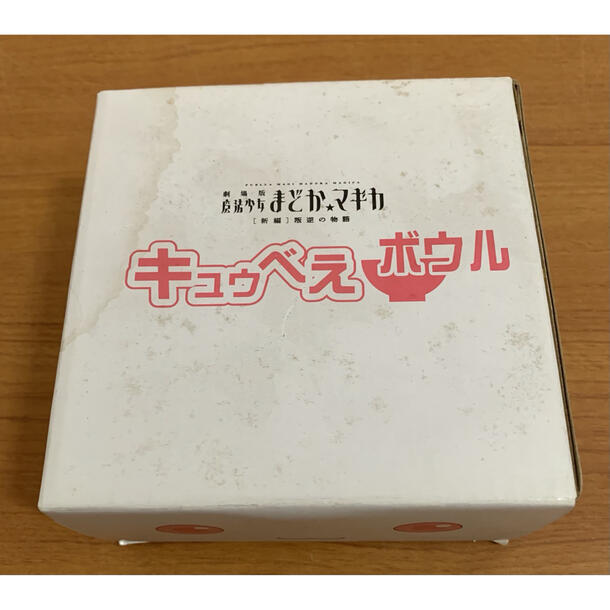 PUELLA MAGI MADOKA MAGICA
劇場版
魔法少女まどか★マギカ
［新編］叛逆の物語
キュゥべえボウル